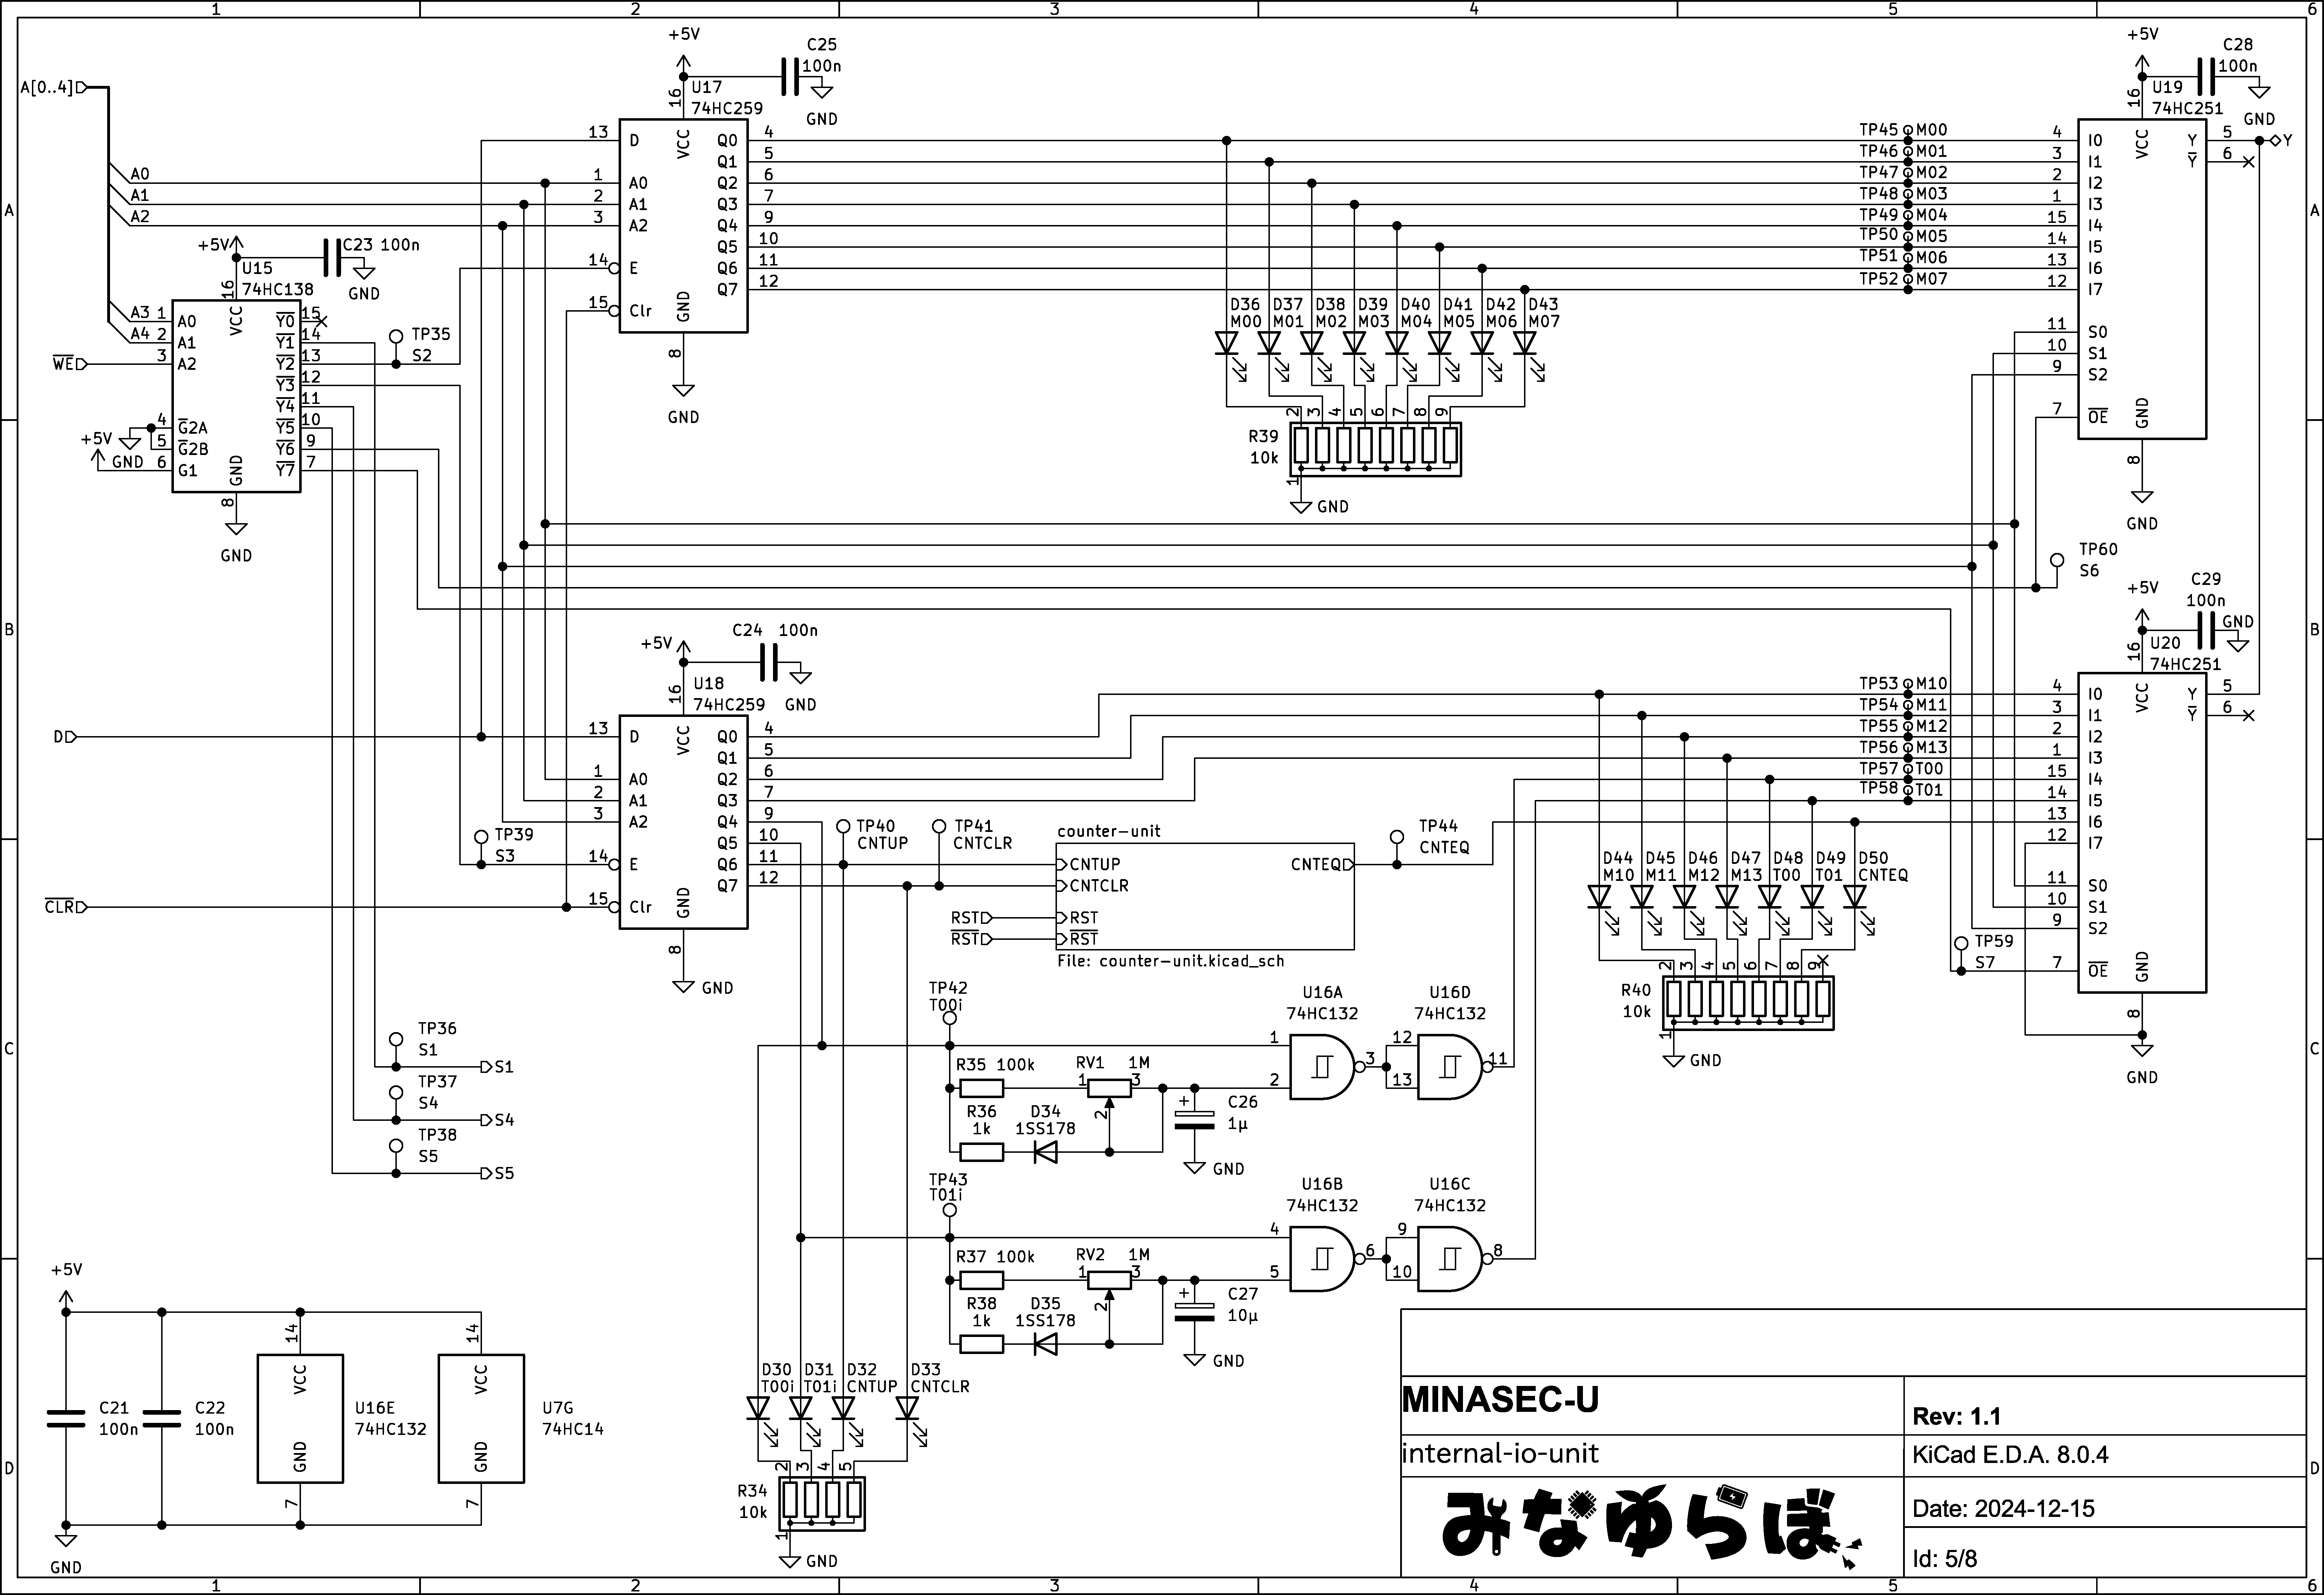 1 2 3 4 5 6
A
B
C
D
A[0..4]
A0
A1
A2
+5V
C23 100n
GND
U15
74HC138
16
VCC
A3 1 A0
A4 2 A1
WE 3 A2
4 G2A
5 G2B
6 G1
+5V
GND
GND
8
GND
Y0 15
Y1 14
Y2 13
Y3 12
Y4 11
Y5 10
Y6 9
Y7 7
TP35
S2
+5V
C25
100n
GND
U17
74HC259
16
VCC
13 D
1 A0
2 A1
3 A2
14 E
15 Clr
Q0 4
Q1 5
Q2 6
Q3 7
Q4 9
Q5 10
Q6 11
Q7 12
GND
8
GND
D36 D37 D38 D39 D40 D41 D42 D43
M00 M01 M02 M03 M04 M05 M06 M07
2 3 4 5 6 7 8 9
R39
10k
1
GND
TP45 M00
TP46 M01
TP47 M02
TP48 M03
TP49 M04
TP50 M05
TP51 M06
TP52 M07
+5V
C28
100n
GND
U19
74HC251
16
VCC
4 I0
3 I1
2 I2
1 I3
15 I4
14 I5
13 I6
12 I7
11 S0
10 S1
9 S2
7 OE
Y 5
Y 6
Y
GND
8
GND
TP60
S6
+5V
C24 100n
GND
U18
74HC259
16
VCC
D
13 D
1 A0
2 A1
3 A2
TP39
S3
14 E
CLR
15 Clr
Q0 4
Q1 5
Q2 6
Q3 7
Q4 9
Q5 10
Q6 11
Q7 12
GND
8
GND
TP40
CNTUP
TP41
CNTCLR
counter-unit
CNTUP
CNTCLR
RST RST
RST RST
CNTEQ
File: counter-unit.kicad_sch
TP44
CNTEQ
TP53 M10
TP54 M11
TP55 M12
TP56 M13
TP57 T00
TP58 T01
D44 D45 D46 D47 D48 D49 D50
M10 M11 M12 M13 T00 T01 CNTEQ
2 3 4 5 6 7 8 9
R40
10k
1
GND
+5V
C29
100n
GND
U20
74HC251
16
VCC
4 I0
3 I1
2 I2
1 I3
15 I4
14 I5
13 I6
12 I7
11 S0
10 S1
9 S2
TP59
S7
7 OE
Y 5
Y 6
GND
8
GND
TP36
S1
S1
TP37
S4
S4
TP38
S5
S5
TP42
T00i
R35 100k
RV1 1M
1 3
2
R36
1k
D34
1SS178
C26
1µ
GND
U16A
74HC132
1
2
3
U16D
74HC132
12
13
11
TP43
T01i
R37 100k
RV2 1M
1 3
2
R38
1k
D35
1SS178
C27
10µ
GND
U16B
74HC132
4
5
6
U16C
74HC132
9
10
8
D30 D31 D32 D33
T00i T01i CNTUP CNTCLR
2 3 4 5
R34
10k
1
GND
+5V
C21
100n
C22
100n
14
VCC
GND
7
U16E
74HC132
14
VCC
GND
7
U7G
74HC14
GND
MINASEC-U
Rev: 1.1
internal-io-unit
KiCad E.D.A. 8.0.4
みなゆらぼ
Date: 2024-12-15
Id: 5/8
A
B
C
D
1 2 3 4 5 6